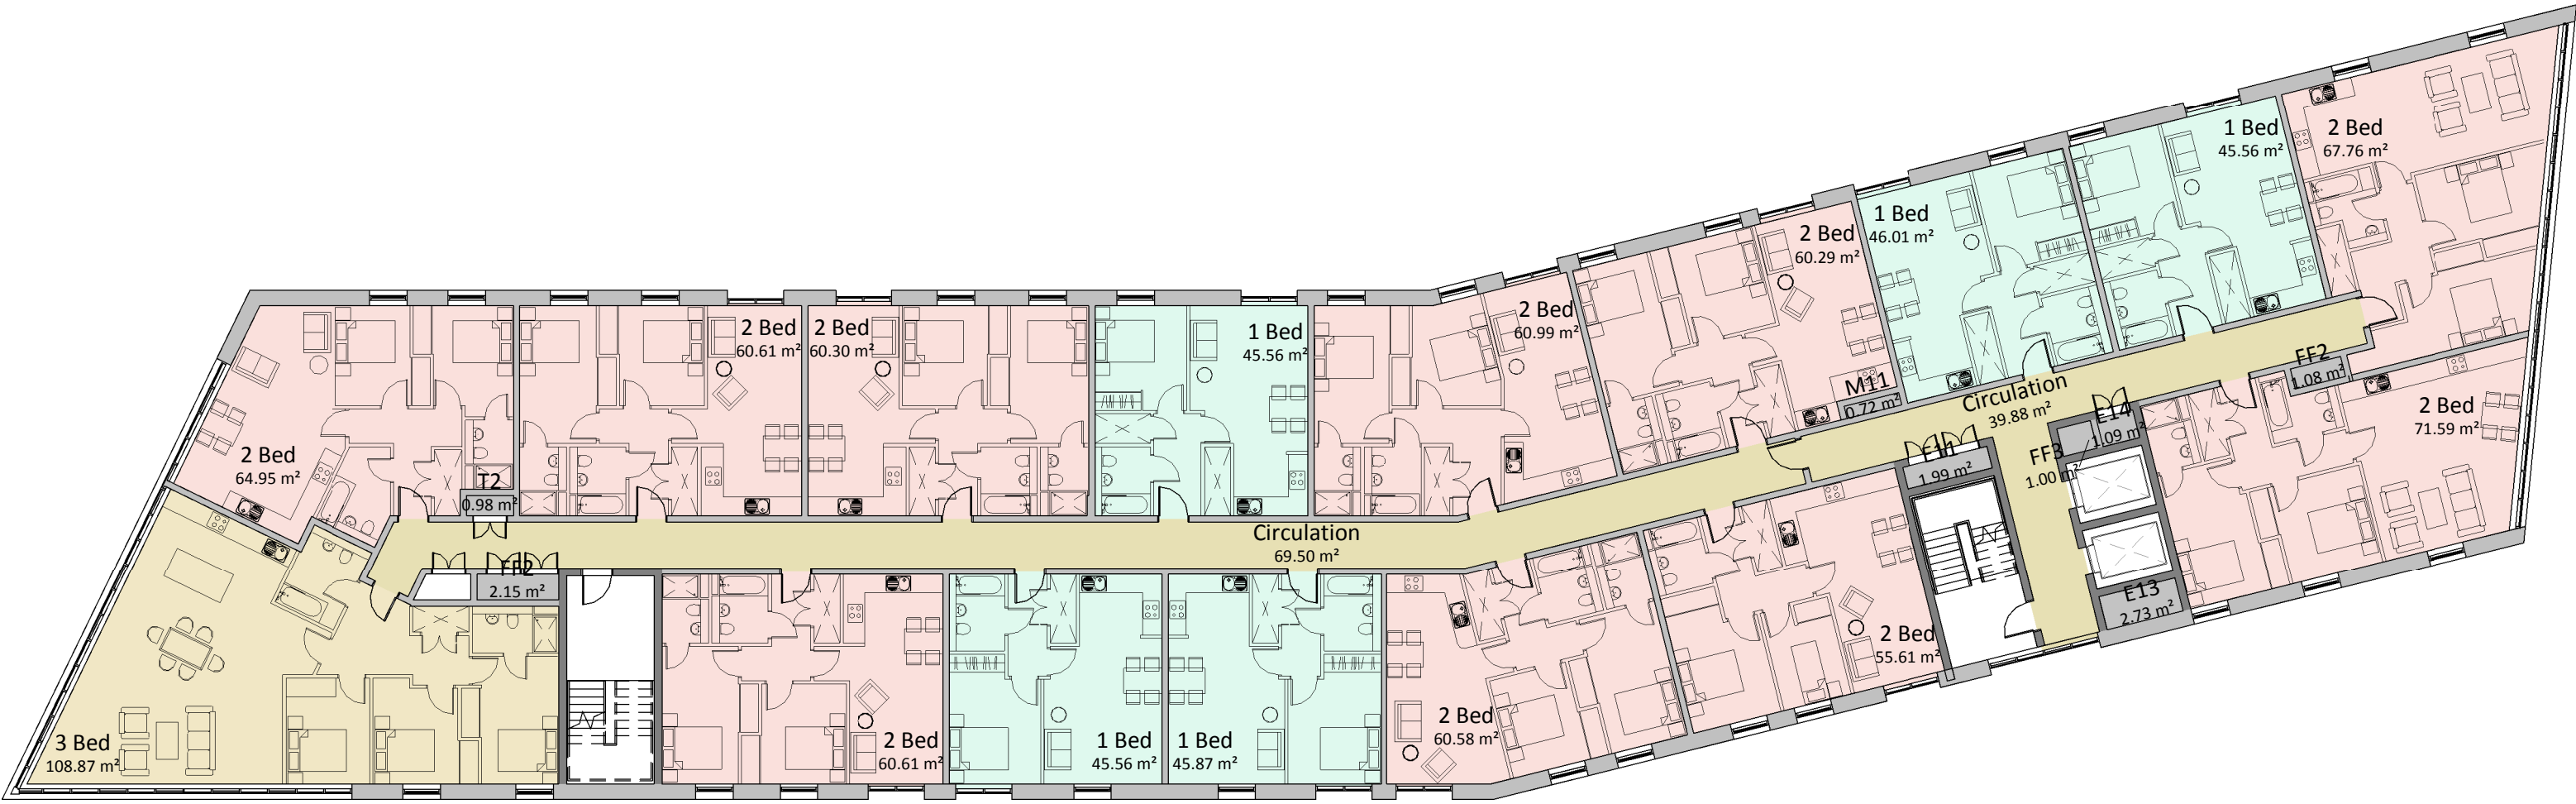 1 Bed
45.56 m²
2 Bed
67.76 m²
1 Bed
46.01 m²
2 Bed
60.29 m²
2 Bed
60.99 m²
2 Bed
60.61 m²
2 Bed
60.30 m²
1 Bed
45.56 m²
FF2
1.08 m²
M11
0.72 m²
Circulation
39.88 m²
E14
1.09 m²
2 Bed
71.59 m²
2 Bed
64.95 m²
T2
0.98 m²
E11
1.99 m²
FF3
1.00 m²
Circulation
69.50 m²
FF2
2.15 m²
E13
2.73 m²
2 Bed
55.61 m²
3 Bed
108.87 m²
2 Bed
60.61 m²
1 Bed
45.56 m²
1 Bed
45.87 m²
2 Bed
60.58 m²